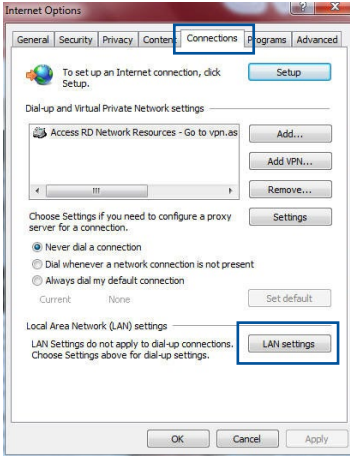 Internet Options
General Security Privacy Content Connections Programs Advanced
To set up an Internet connection, click
Setup.
Setup
Dial-up and Virtual Private Network settings
Access RD Network Resources - Go to vpn.as
Add...
Add VPN...
Remove...
Choose Settings if you need to configure a proxy
server for a connection.
Settings
Never dial a connection
Dial whenever a network connection is not present
Always dial my default connection
Current None
Set default
Local Area Network (LAN) settings
LAN Settings do not apply to dial-up connections.
Choose Settings above for dial-up settings.
LAN settings
OK Cancel Apply